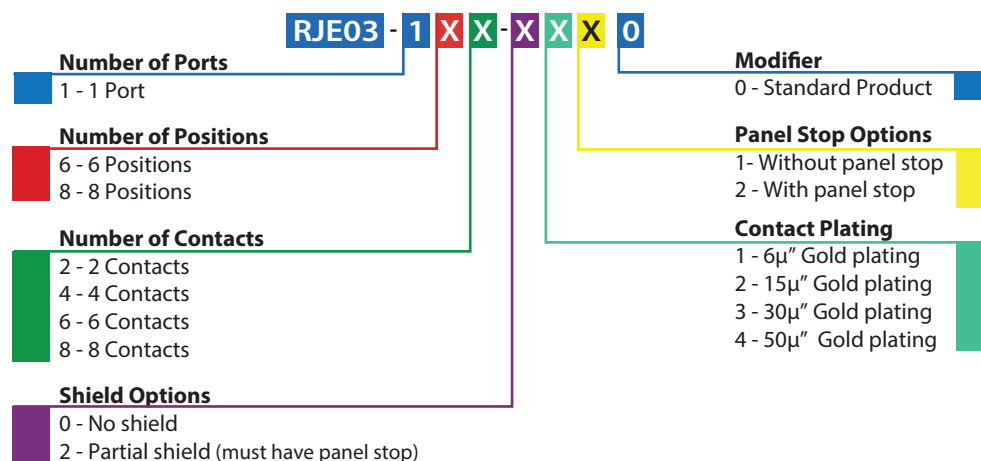 RJE03 - 1 X X - X X X 0
Number of Ports
1 - 1 Port
Number of Positions
6 - 6 Positions
8 - 8 Positions
Number of Contacts
2 - 2 Contacts
4 - 4 Contacts
6 - 6 Contacts
8 - 8 Contacts
Shield Options
0 - No shield
2 - Partial shield (must have panel stop)
Modifier
0 - Standard Product
Panel Stop Options
1- Without panel stop
2 - With panel stop
Contact Plating
1 - 6µ” Gold plating
2 - 15µ” Gold plating
3 - 30µ” Gold plating
4 - 50µ” Gold plating